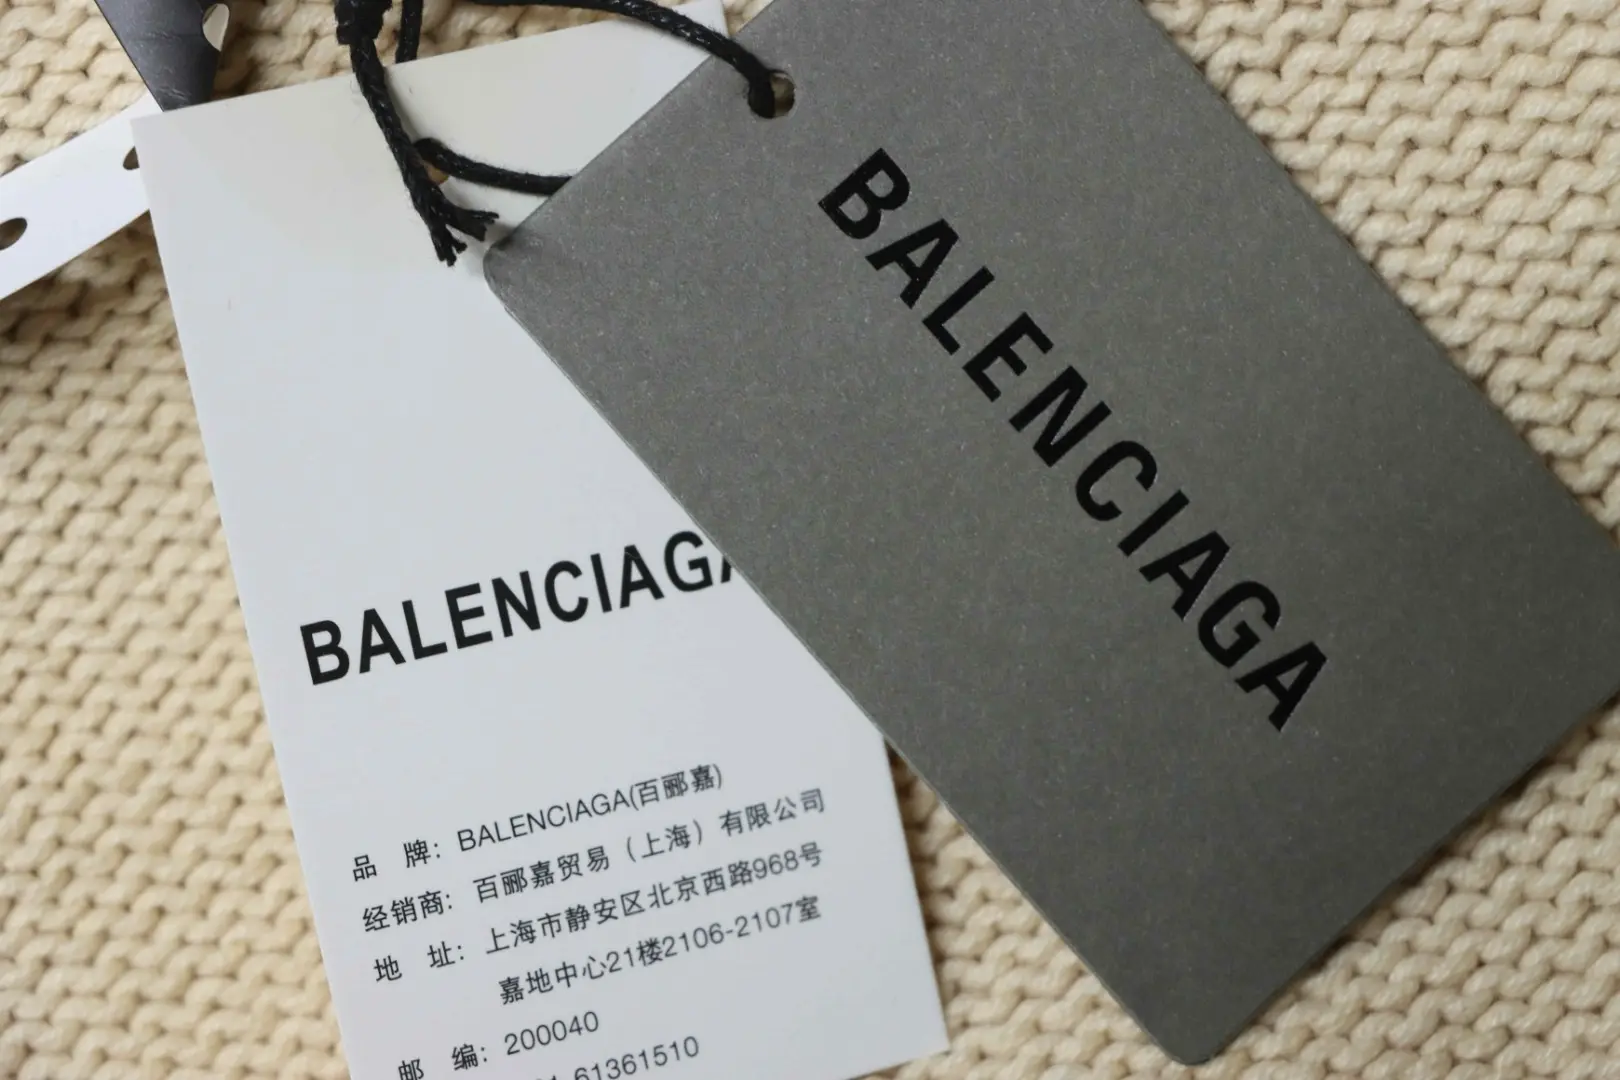 BALENCIAGA
BALENCIAGA
品 牌：BALENCIAGA(百郦嘉)
经销商：百郦嘉贸易（上海）有限公司
地 址：上海市静安区北京西路968号
嘉地中心21楼2106-2107室
邮 编：200040
61361510